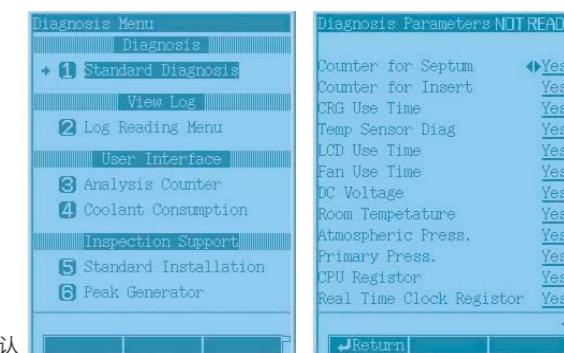 Diagnosis Menu
Diagnosis
1 Standard Diagnosis
View Log
2 Log Reading Menu
User Interface
3 Analysis Counter
4 Coolant Consumption
Inspection Support
5 Standard Installation
6 Peak Generator
Diagnosis Parameters NOT READ
Counter for Septum Yes
Counter for Insert Yes
CRG Use Time Yes
Temp Sensor Diag Yes
LCD Use Time Yes
Fan Use Time Yes
DC Voltage Yes
Room Tempetature Yes
Atmospheric Press. Yes
Primary Press. Yes
CPU Registor Yes
Real Time Clock Registor Yes
Return
认